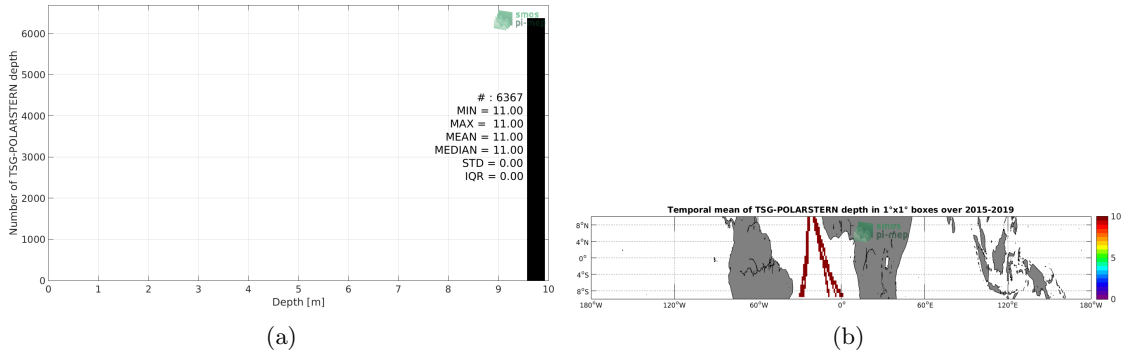 6000
5000
4000
3000
2000
1000
0
Number of TSG-POLARSTERN depth
smos
pi-mep
# : 6367
MIN = 11.00
MAX = 11.00
MEAN = 11.00
MEDIAN = 11.00
STD = 0.00
IQR = 0.00
0 1 2 3 4 5 6 7 8 9 10
Depth [m]
(a)
Temporal mean of TSG-POLARSTERN depth in 1°x1° boxes over 2015-2019
smos
pi-mep
8°N
4°N
0°
4°S
8°S
180°W 120°W 60°W 0° 60°E 120°E 180°W
10
5
0
(b)